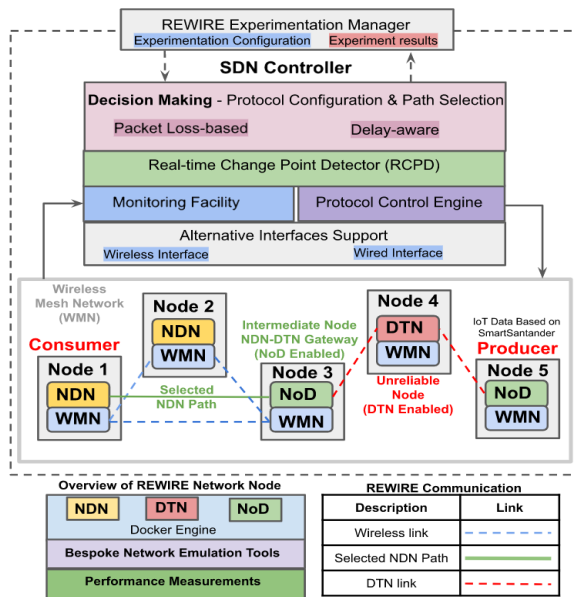 REWIRE Experimentation Manager
Experimentation Configuration Experiment results
SDN Controller
Decision Making - Protocol Configuration & Path Selection
Packet Loss-based Delay-aware
Real-time Change Point Detector (RCPD)
Monitoring Facility Protocol Control Engine
Alternative Interfaces Support
Wireless Interface Wired Interface
Wireless
Mesh Network
(WMN)
Consumer
Node 1
NDN
WMN
Node 2
NDN
WMN
Selected
NDN Path
Intermediate Node
NDN-DTN Gateway
(NoD Enabled)
Node 3
NoD
WMN
Node 4
DTN
WMN
Unreliable
Node
(DTN Enabled)
IoT Data Based on
SmartSantander
Producer
Node 5
NoD
WMN
Overview of REWIRE Network Node
NDN DTN NoD
Docker Engine
Bespoke Network Emulation Tools
Performance Measurements
REWIRE Communication
Description Link
Wireless link
Selected NDN Path
DTN link